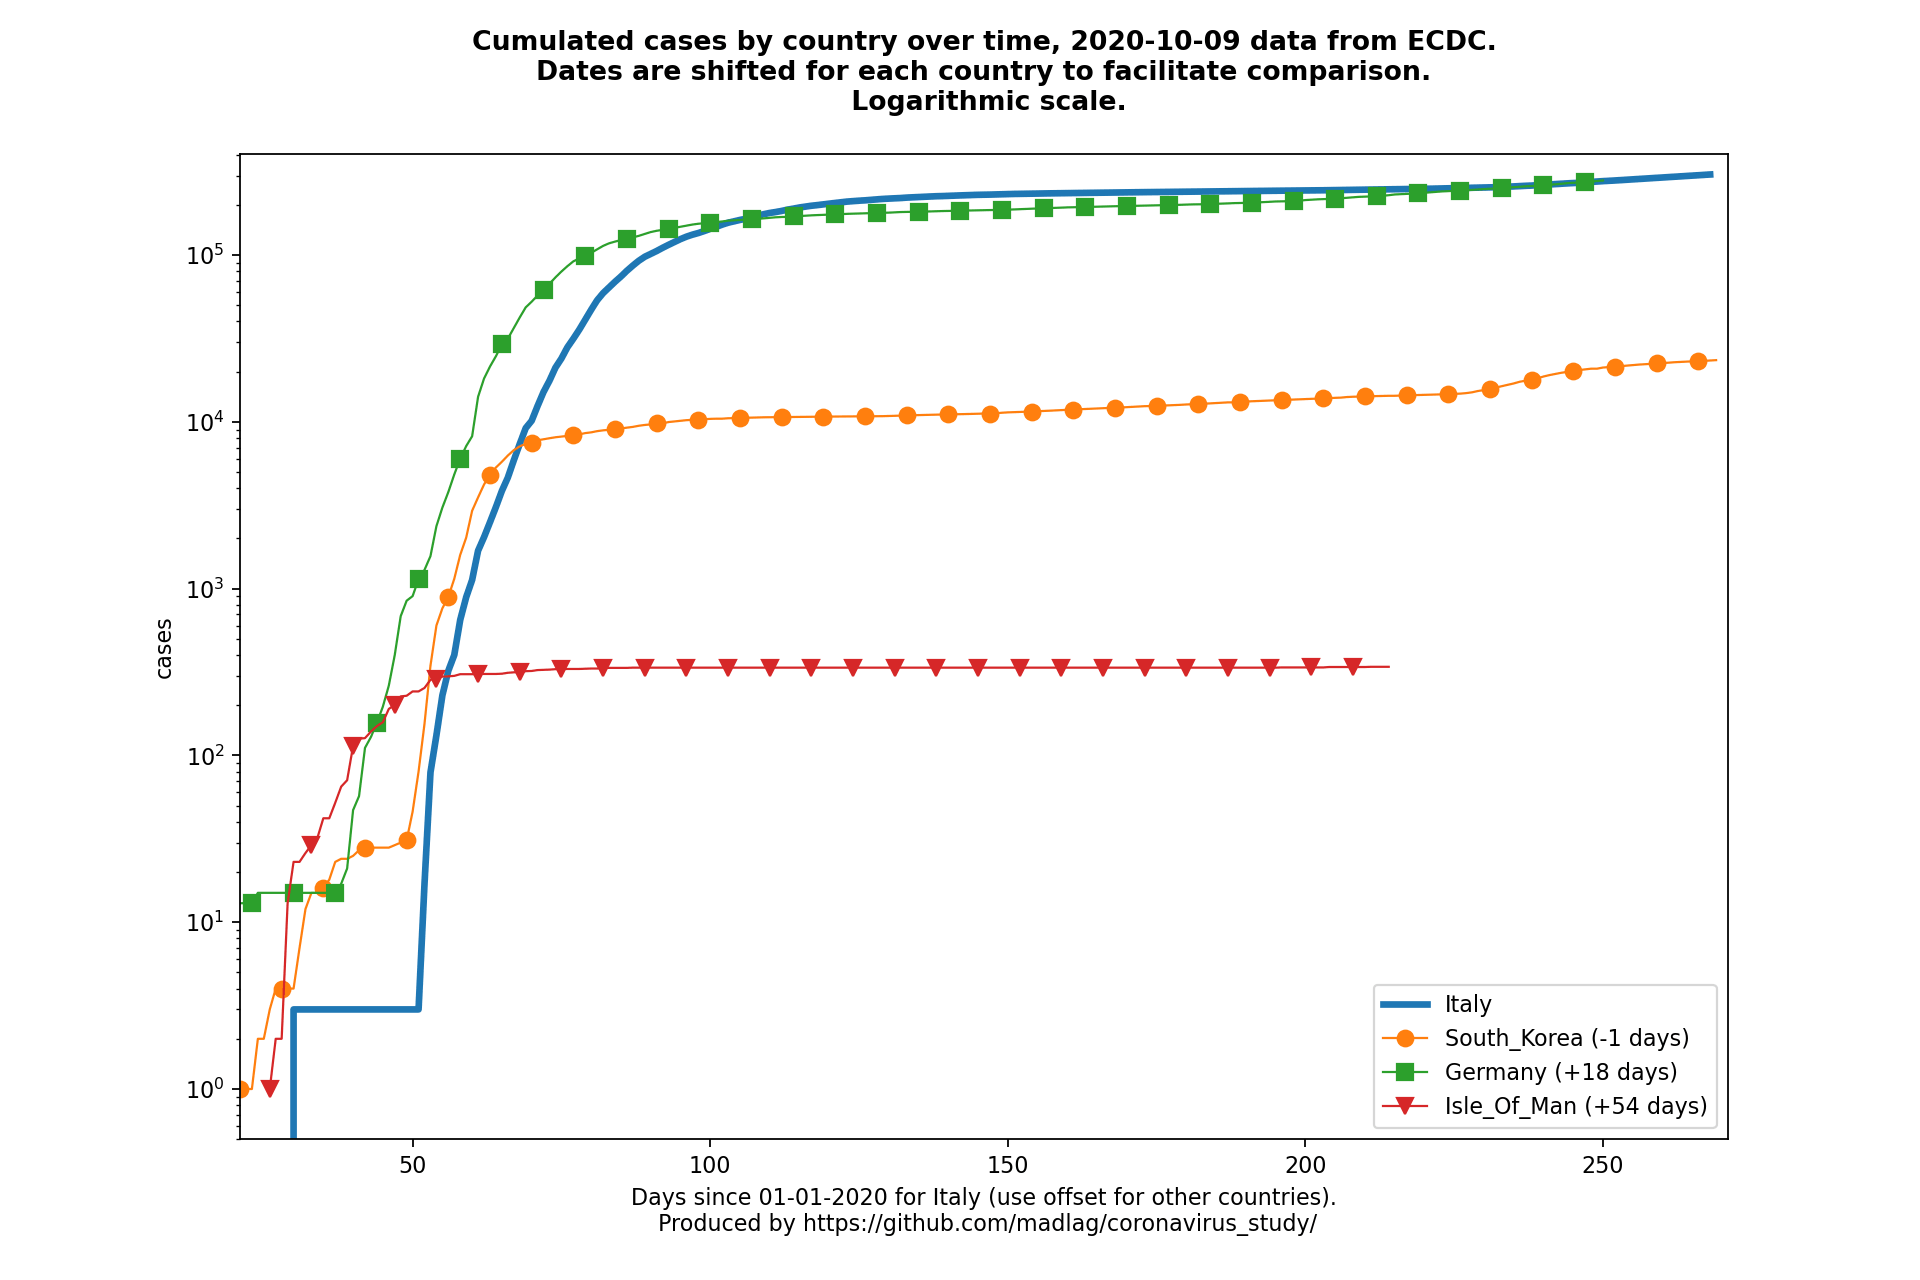 Cumulated cases by country over time, 2020-10-09 data from ECDC.
Dates are shifted for each country to facilitate comparison.
Logarithmic scale.
10^5
10^4
10^3
10^2
10^1
10^0
cases
Italy
South_Korea (-1 days)
Germany (+18 days)
Isle_Of_Man (+54 days)
50 100 150 200 250
Days since 01-01-2020 for Italy (use offset for other countries).
Produced by https://github.com/madlag/coronavirus_study/